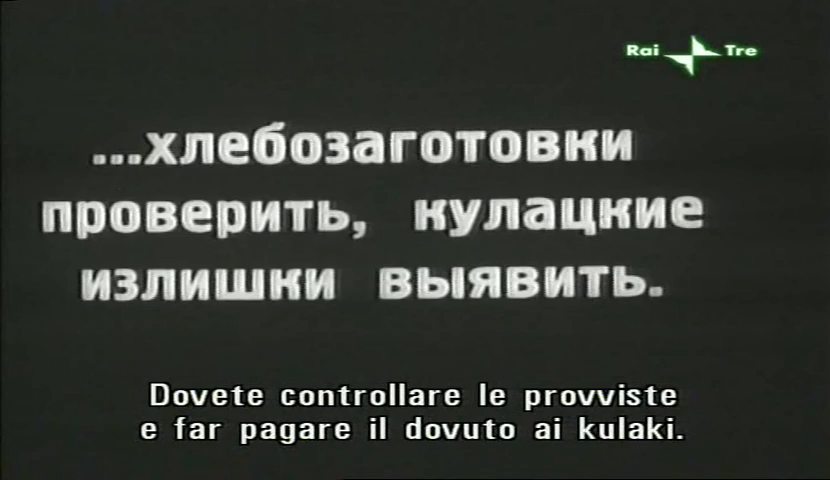 Rai Tre
...хлебозаготовки
проверить, кулацкие
излишки выявить.
Dovete controllare le provviste
e far pagare il dovuto ai kulaki.